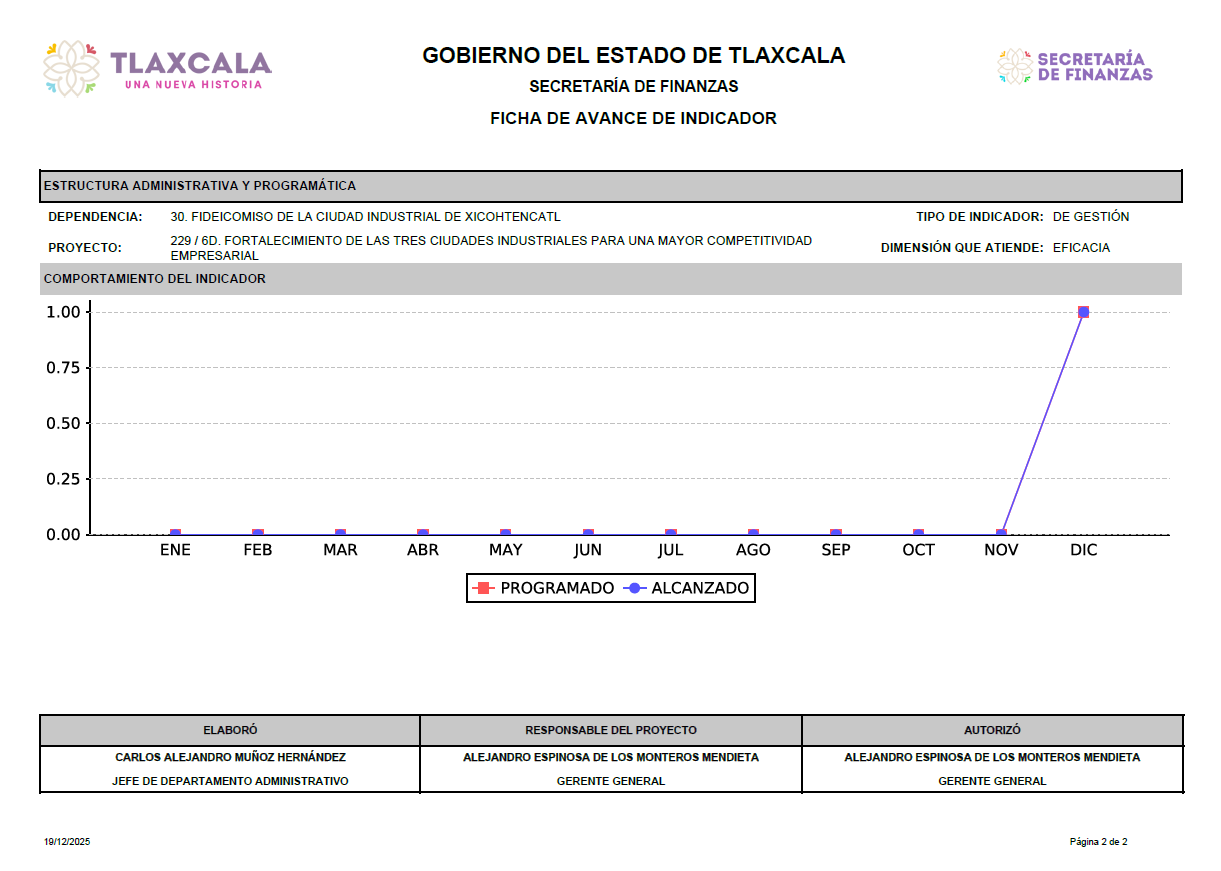 TLAXCALA
UNA NUEVA HISTORIA
GOBIERNO DEL ESTADO DE TLAXCALA
SECRETARÍA DE FINANZAS
FICHA DE AVANCE DE INDICADOR
SECRETARÍA
DE FINANZAS
ESTRUCTURA ADMINISTRATIVA Y PROGRAMÁTICA
DEPENDENCIA: 30. FIDEICOMISO DE LA CIUDAD INDUSTRIAL DE XICOHTENCATL TIPO DE INDICADOR: DE GESTIÓN
PROYECTO: 229 / 6D. FORTALECIMIENTO DE LAS TRES CIUDADES INDUSTRIALES PARA UNA MAYOR COMPETITIVIDAD
EMPRESARIAL
DIMENSIÓN QUE ATIENDE: EFICACIA
COMPORTAMIENTO DEL INDICADOR
1.00
0.75
0.50
0.25
0.00
ENE FEB MAR ABR MAY JUN JUL AGO SEP OCT NOV DIC
PROGRAMADO ALCANZADO
ELABORÓ RESPONSABLE DEL PROYECTO AUTORIZÓ
CARLOS ALEJANDRO MUÑOZ HERNÁNDEZ ALEJANDRO ESPINOSA DE LOS MONTEROS MENDIETA ALEJANDRO ESPINOSA DE LOS MONTEROS MENDIETA
JEFE DE DEPARTAMENTO ADMINISTRATIVO GERENTE GENERAL GERENTE GENERAL
19/12/2025 Página 2 de 2